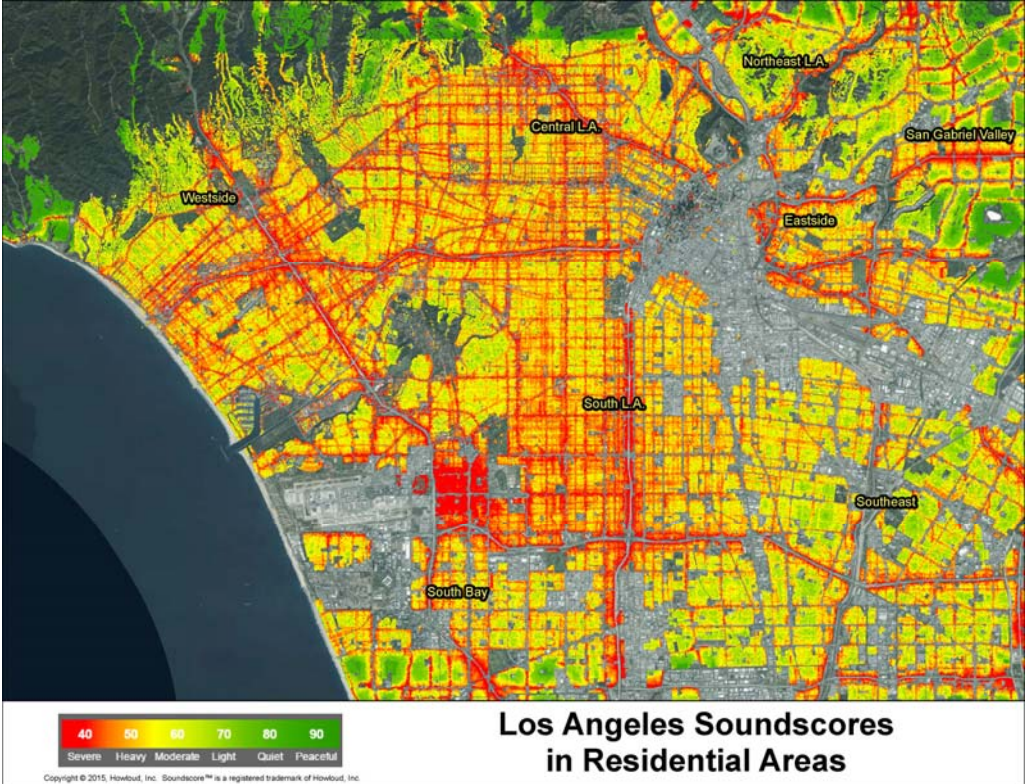 Northeast L.A.
Central L.A.
San Gabriel Valley
Westside
Eastside
South L.A.
Southeast
South Bay
40 50 60 70 80 90
Severe Heavy Moderate Light Quiet Peaceful
Copyright © 2015, Howloud, Inc. Soundscore™ is a registered trademark of Howloud, Inc
Los Angeles Soundscores
in Residential Areas